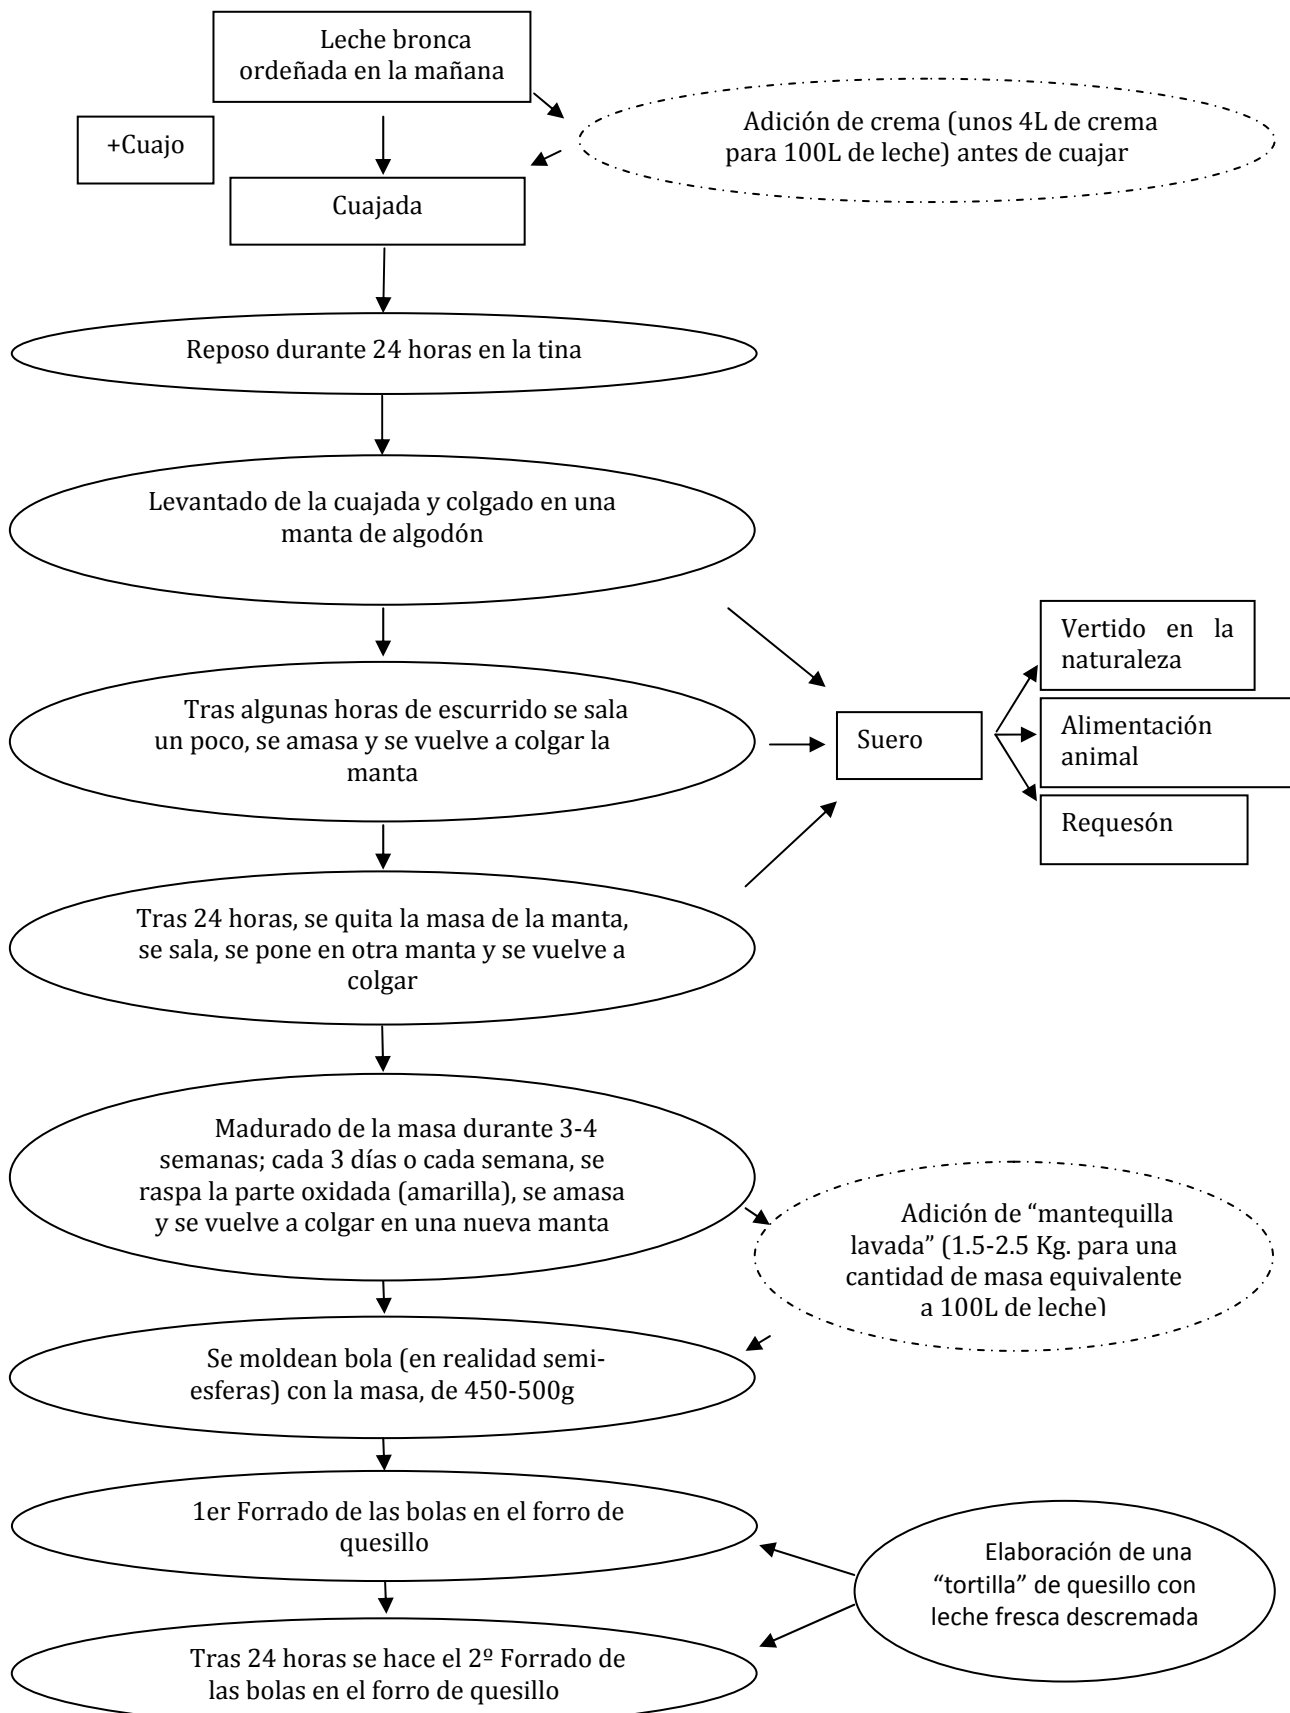 Leche bronca
ordeñada en la mañana
Adición de crema (unos 4L de crema
para 100L de leche) antes de cuajar
+Cuajo
Cuajada
Reposo durante 24 horas en la tina
Levantado de la cuajada y colgado en una
manta de algodón
Tras algunas horas de escurrido se sala
un poco, se amasa y se vuelve a colgar la
manta
Suero
Vertido en la
naturaleza
Alimentación
animal
Requesón
Tras 24 horas, se quita la masa de la manta,
se sala, se pone en otra manta y se vuelve a
colgar
Madurado de la masa durante 3-4
semanas; cada 3 días o cada semana, se
raspa la parte oxidada (amarilla), se amasa
y se vuelve a colgar en una nueva manta
Adición de “mantequilla
lavada” (1.5-2.5 Kg. para una
cantidad de masa equivalente
a 100L de leche)
Se moldean bola (en realidad semi-
esferas) con la masa, de 450-500g
1er Forrado de las bolas en el forro de
quesillo
Elaboración de una
“tortilla” de quesillo con
leche fresca descremada
Tras 24 horas se hace el 2º Forrado de
las bolas en el forro de quesillo